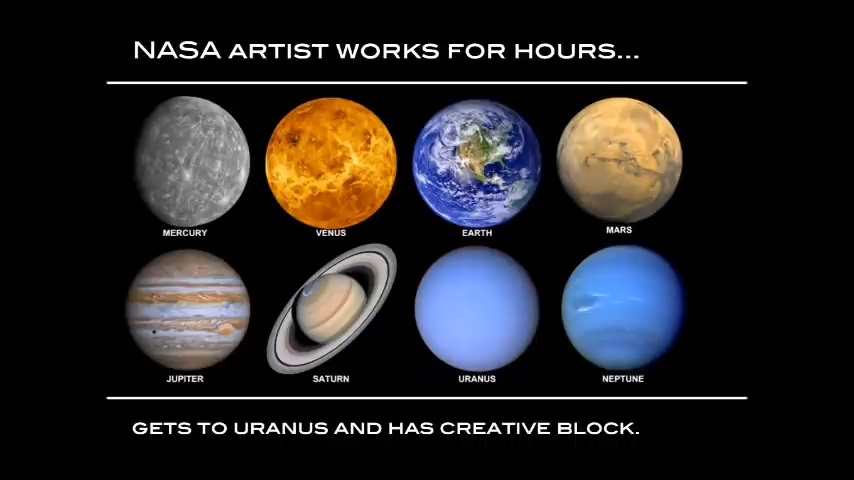 NASA ARTIST WORKS FOR HOURS...
MERCURY VENUS EARTH MARS
JUPITER SATURN URANUS NEPTUNE
GETS TO URANUS AND HAS CREATIVE BLOCK.